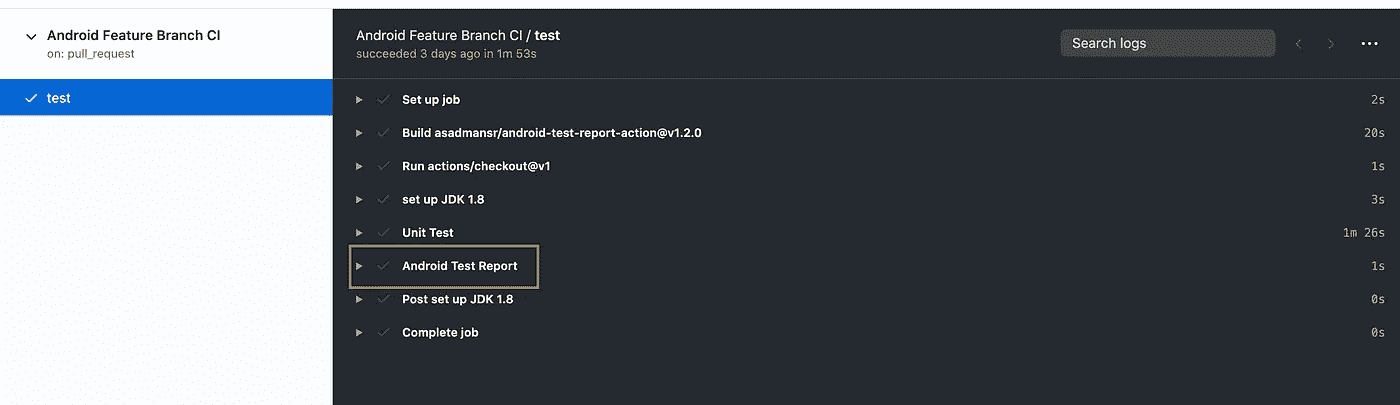 Android Feature Branch CI
on: pull_request
test
Android Feature Branch CI / test
succeeded 3 days ago in 1m 53s
Search logs
Set up job 2s
Build asadmansr/android-test-report-action@v1.2.0 20s
Run actions/checkout@v1 1s
set up JDK 1.8 3s
Unit Test 1m 26s
Android Test Report 1s
Post set up JDK 1.8 0s
Complete job 0s